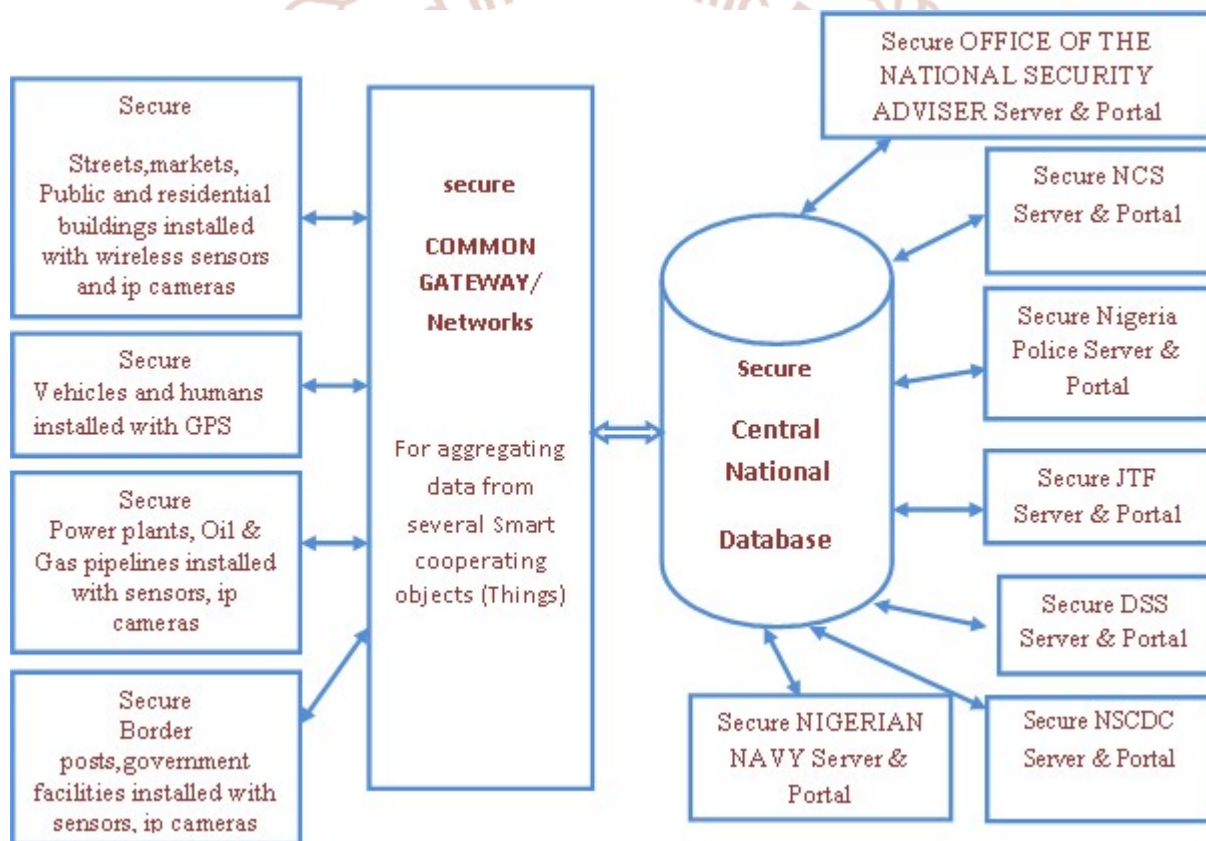 Secure
Streets,markets,
Public and residential
buildings installed
with wireless sensors
and ip cameras
Secure
Vehicles and humans
installed with GPS
Secure
Power plants, Oil &
Gas pipelines installed
with sensors, ip
cameras
Secure
Border
posts,government
facilities installed with
sensors, ip cameras
secure
COMMON
GATEWAY/
Networks
For aggregating
data from
several Smart
cooperating
objects (Things)
Secure
Central
National
Database
Secure OFFICE OF THE
NATIONAL SECURITY
ADVISER Server & Portal
Secure NCS
Server & Portal
Secure Nigeria
Police Server &
Portal
Secure JTF
Server & Portal
Secure DSS
Server & Portal
Secure NSCDC
Server & Portal
Secure NIGERIAN
NAVY Server &
Portal